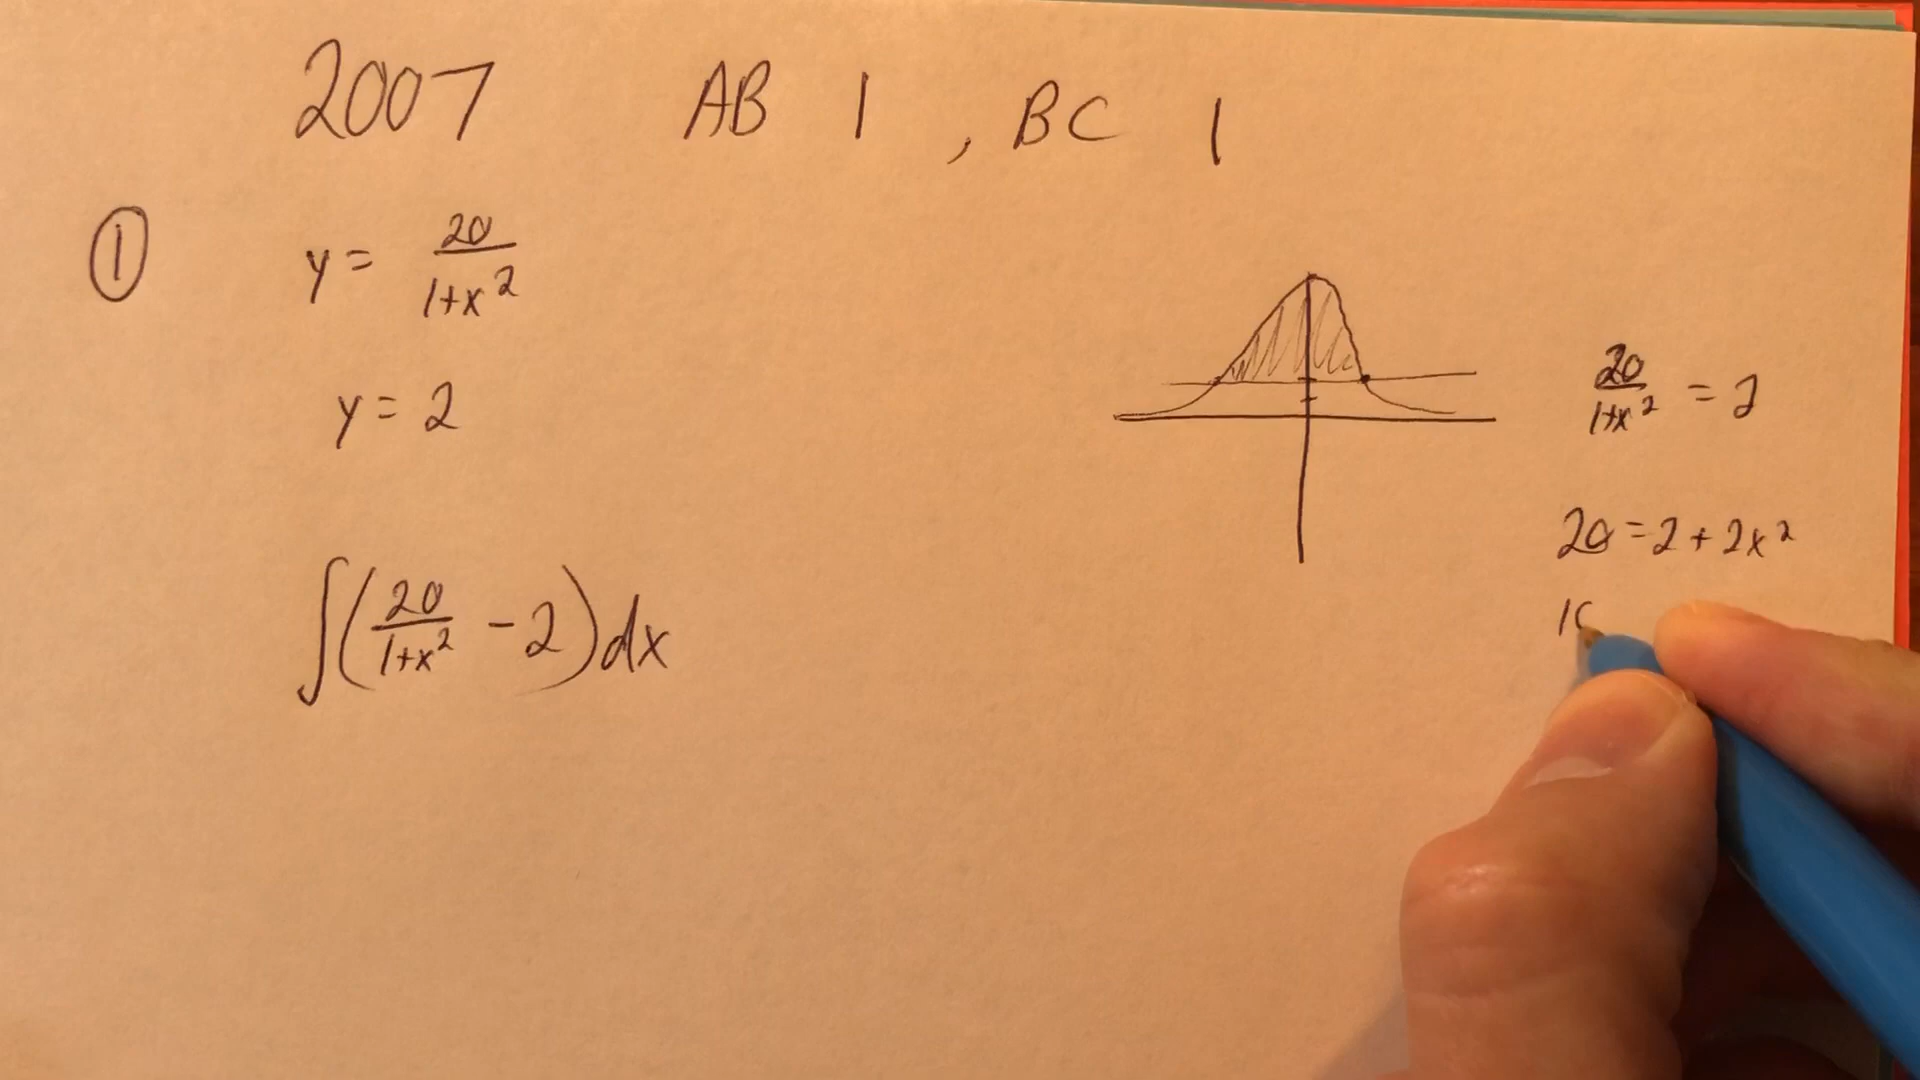 2007 AB 1, BC 1
① y = 20/(1+x²)
y = 2
∫(20/(1+x²) - 2)dx
20/(1+x²) = 2
20 = 2 + 2x²